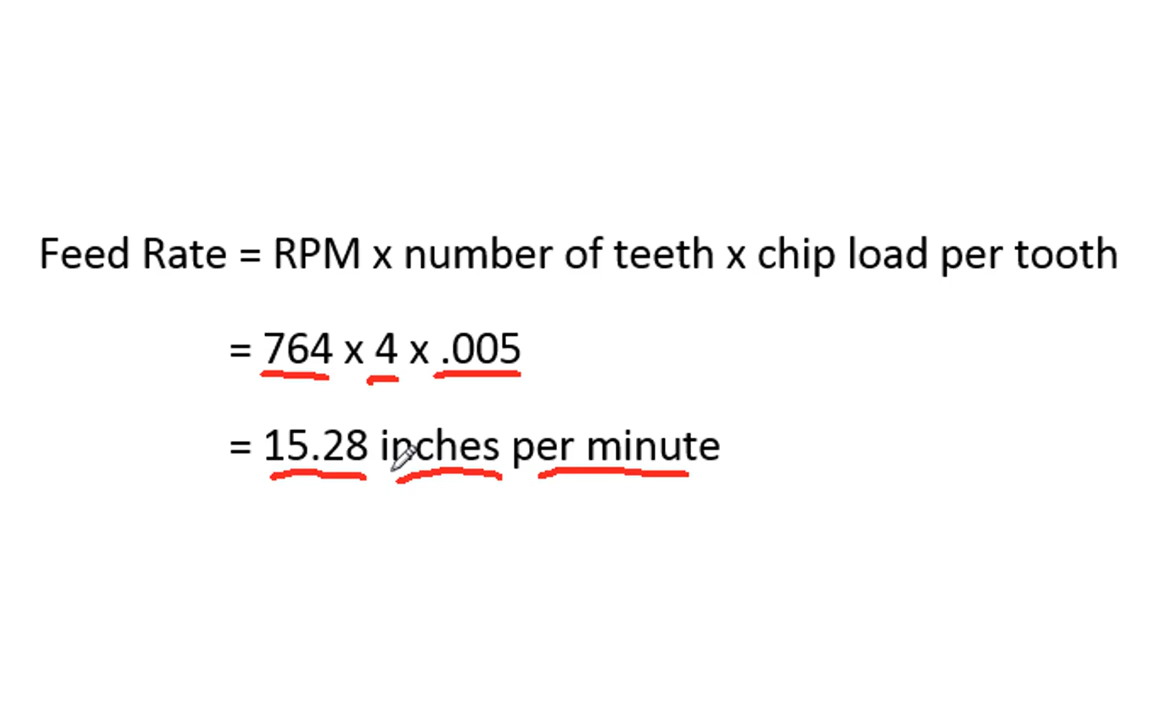 Feed Rate = RPM x number of teeth x chip load per tooth
= 764 x 4 x .005
= 15.28 inches per minute